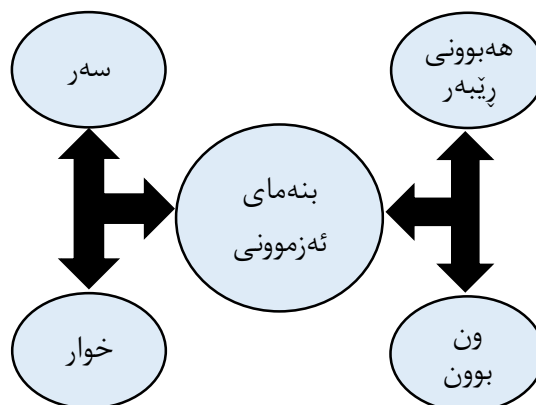 هەبوونی
ڕێبەر
سەر
بنەمای
ئەزموونی
ون
بوون
خوار